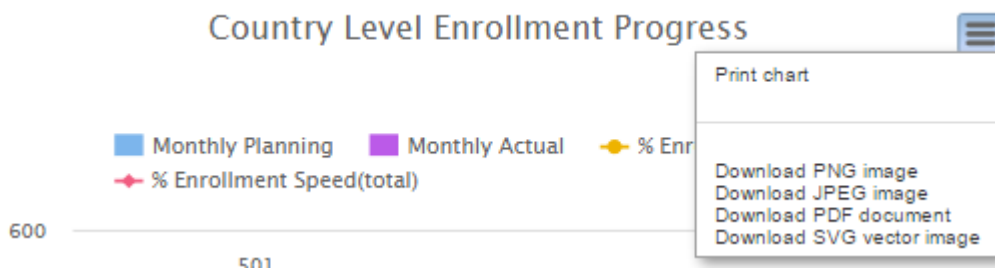 Country Level Enrollment Progress
Print chart
Monthly Planning Monthly Actual %
% Enrollment Speed(total)
Download PNG image
Download JPEG image
Download PDF document
Download SVG vector image
600
501